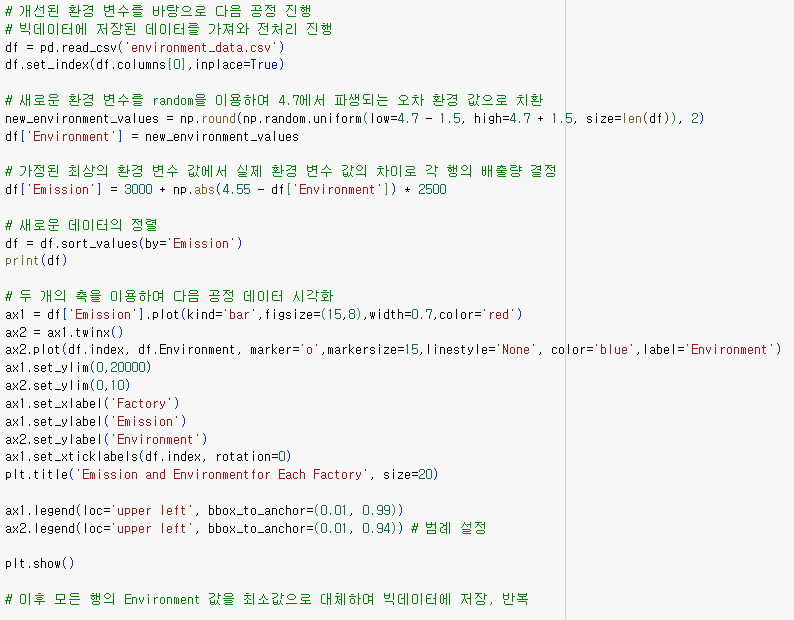 # 개선된 환경 변수를 바탕으로 다음 공정 진행
# 빅데이터에 저장된 데이터를 가져와 전처리 진행
df = pd.read_csv('environment_data.csv')
df.set_index(df.columns[0],inplace=True)
# 새로운 환경 변수를 random을 이용하여 4.7에서 파생되는 오차 환경 값으로 치환
new_environment_values = np.round(np.random.uniform(low=4.7 - 1.5, high=4.7 + 1.5, size=len(df)), 2)
df['Environment'] = new_environment_values
# 가정된 최상의 환경 변수 값에서 실제 환경 변수 값의 차이로 각 행의 배출량 결정
df['Emission'] = 3000 + np.abs(4.55 - df['Environment']) * 2500
# 새로운 데이터의 정렬
df = df.sort_values(by='Emission')
print(df)
# 두 개의 축을 이용하여 다음 공정 데이터 시각화
ax1 = df['Emission'].plot(kind='bar',figsize=(15,8),width=0.7,color='red')
ax2 = ax1.twinx()
ax2.plot(df.index, df.Environment, marker='o',markersize=15,linestyle='None', color='blue',label='Environment')
ax1.set_ylim(0,20000)
ax2.set_ylim(0,10)
ax1.set_xlabel('Factory')
ax1.set_ylabel('Emission')
ax2.set_ylabel('Environment')
ax1.set_xticklabels(df.index, rotation=0)
plt.title('Emission and Environmentfor Each Factory', size=20)
ax1.legend(loc='upper left', bbox_to_anchor=(0.01, 0.99))
ax2.legend(loc='upper left', bbox_to_anchor=(0.01, 0.94)) # 범례 설정
plt.show()
# 이후 모든 행의 Environment 값을 최소값으로 대체하여 빅데이터에 저장, 반복